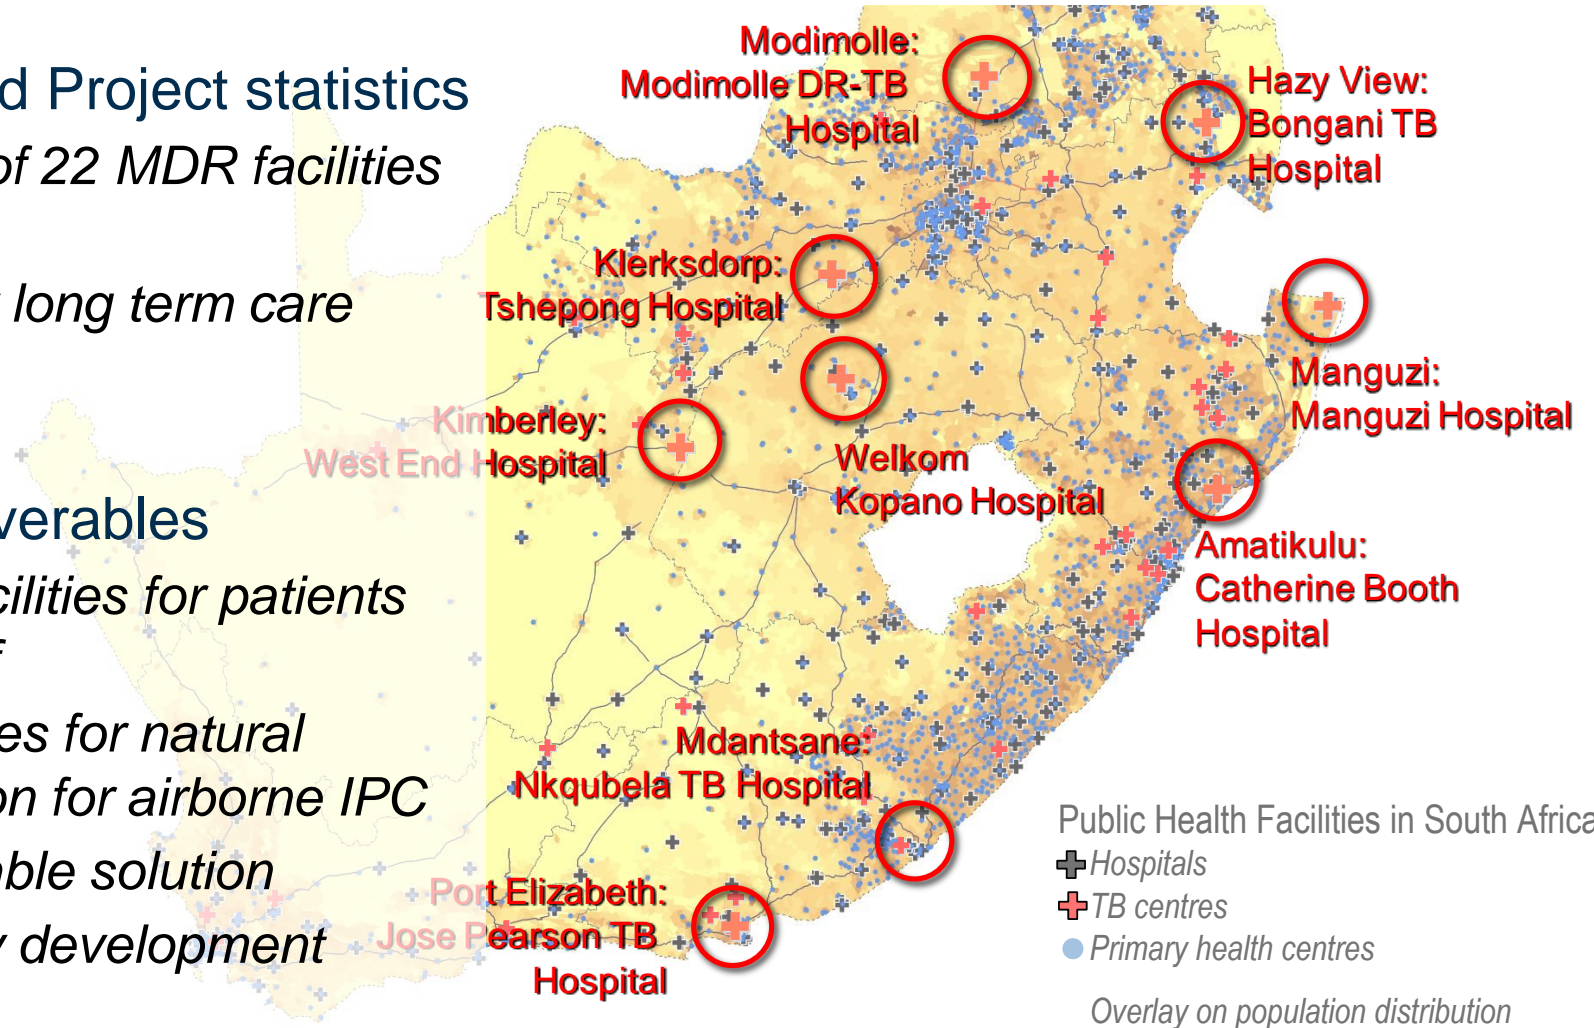 d Project statistics
of 22 MDR facilities
long term care
verables
cilities for patients
es for natural
on for airborne IPC
able solution
development
Modimolle:
Modimolle DR-TB
Hospital
Hazy View:
Bongani TB
Hospital
Klerksdorp:
Tshepong Hospital
Manguzi:
Manguzi Hospital
Kimberley:
West End Hospital
Welkom
Kopano Hospital
Amatikulu:
Catherine Booth
Hospital
Mdantsane:
Nkqubela TB Hospital
Port Elizabeth:
Jose Pearson TB
Hospital
Public Health Facilities in South Africa
Hospitals
TB centres
Primary health centres
Overlay on population distribution